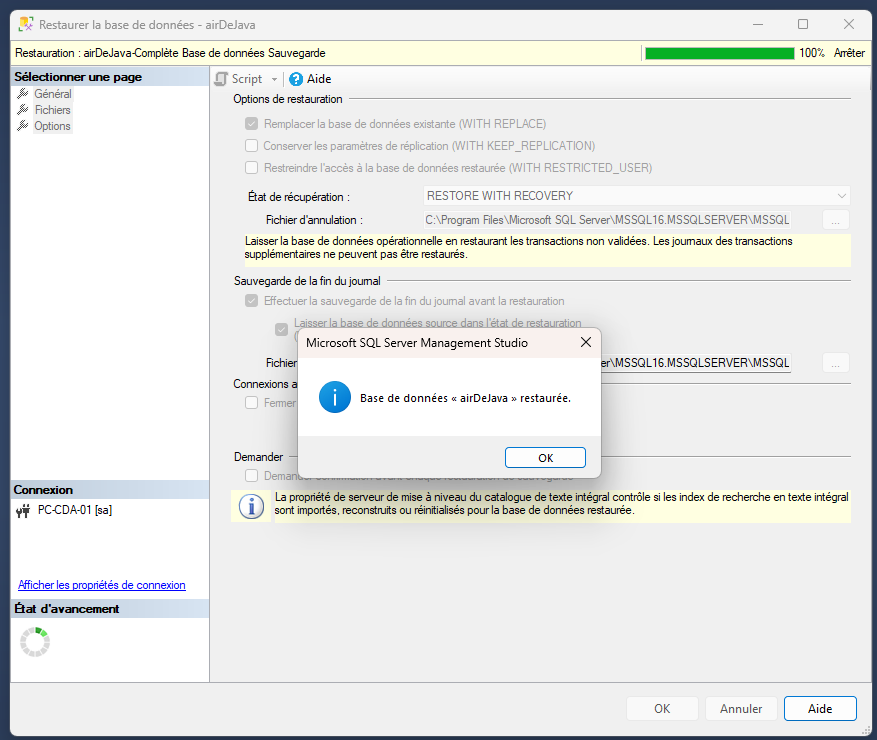 Restaurer la base de données - airDeJava
Restauration : airDeJava-Complète Base de données Sauvegarde
100%
Arrêter
Sélectionner une page
Général
Fichiers
Options
Script
Aide
Options de restauration
Remplacer la base de données existante (WITH REPLACE)
Conserver les paramètres de réplication (WITH KEEP_REPLICATION)
Restreindre l'accès à la base de données restaurée (WITH RESTRICTED_USER)
État de récupération :
RESTORE WITH RECOVERY
Fichier d'annulation :
C:\Program Files\Microsoft SQL Server\MSSQL16.MSSQLSERVER\MSSQL
...
Laisser la base de données opérationnelle en restaurant les transactions non validées. Les journaux des transactions
supplémentaires ne peuvent pas être restaurés.
Sauvegarde de la fin du journal
Effectuer la sauvegarde de la fin du journal avant la restauration
Laisser la base de données source dans l'état de restauration
Fichier
er\MSSQL16.MSSQLSERVER\MSSQL
...
Connexions a
Fermer
Microsoft SQL Server Management Studio
Base de données « airDeJava » restaurée.
OK
Demander
La propriété de serveur de mise à niveau du catalogue de texte intégral contrôle si les index de recherche en texte intégral
sont importés, reconstruits ou réinitialisés pour la base de données restaurée.
Connexion
PC-CDA-01 [sa]
Afficher les propriétés de connexion
État d'avancement
OK
Annuler
Aide